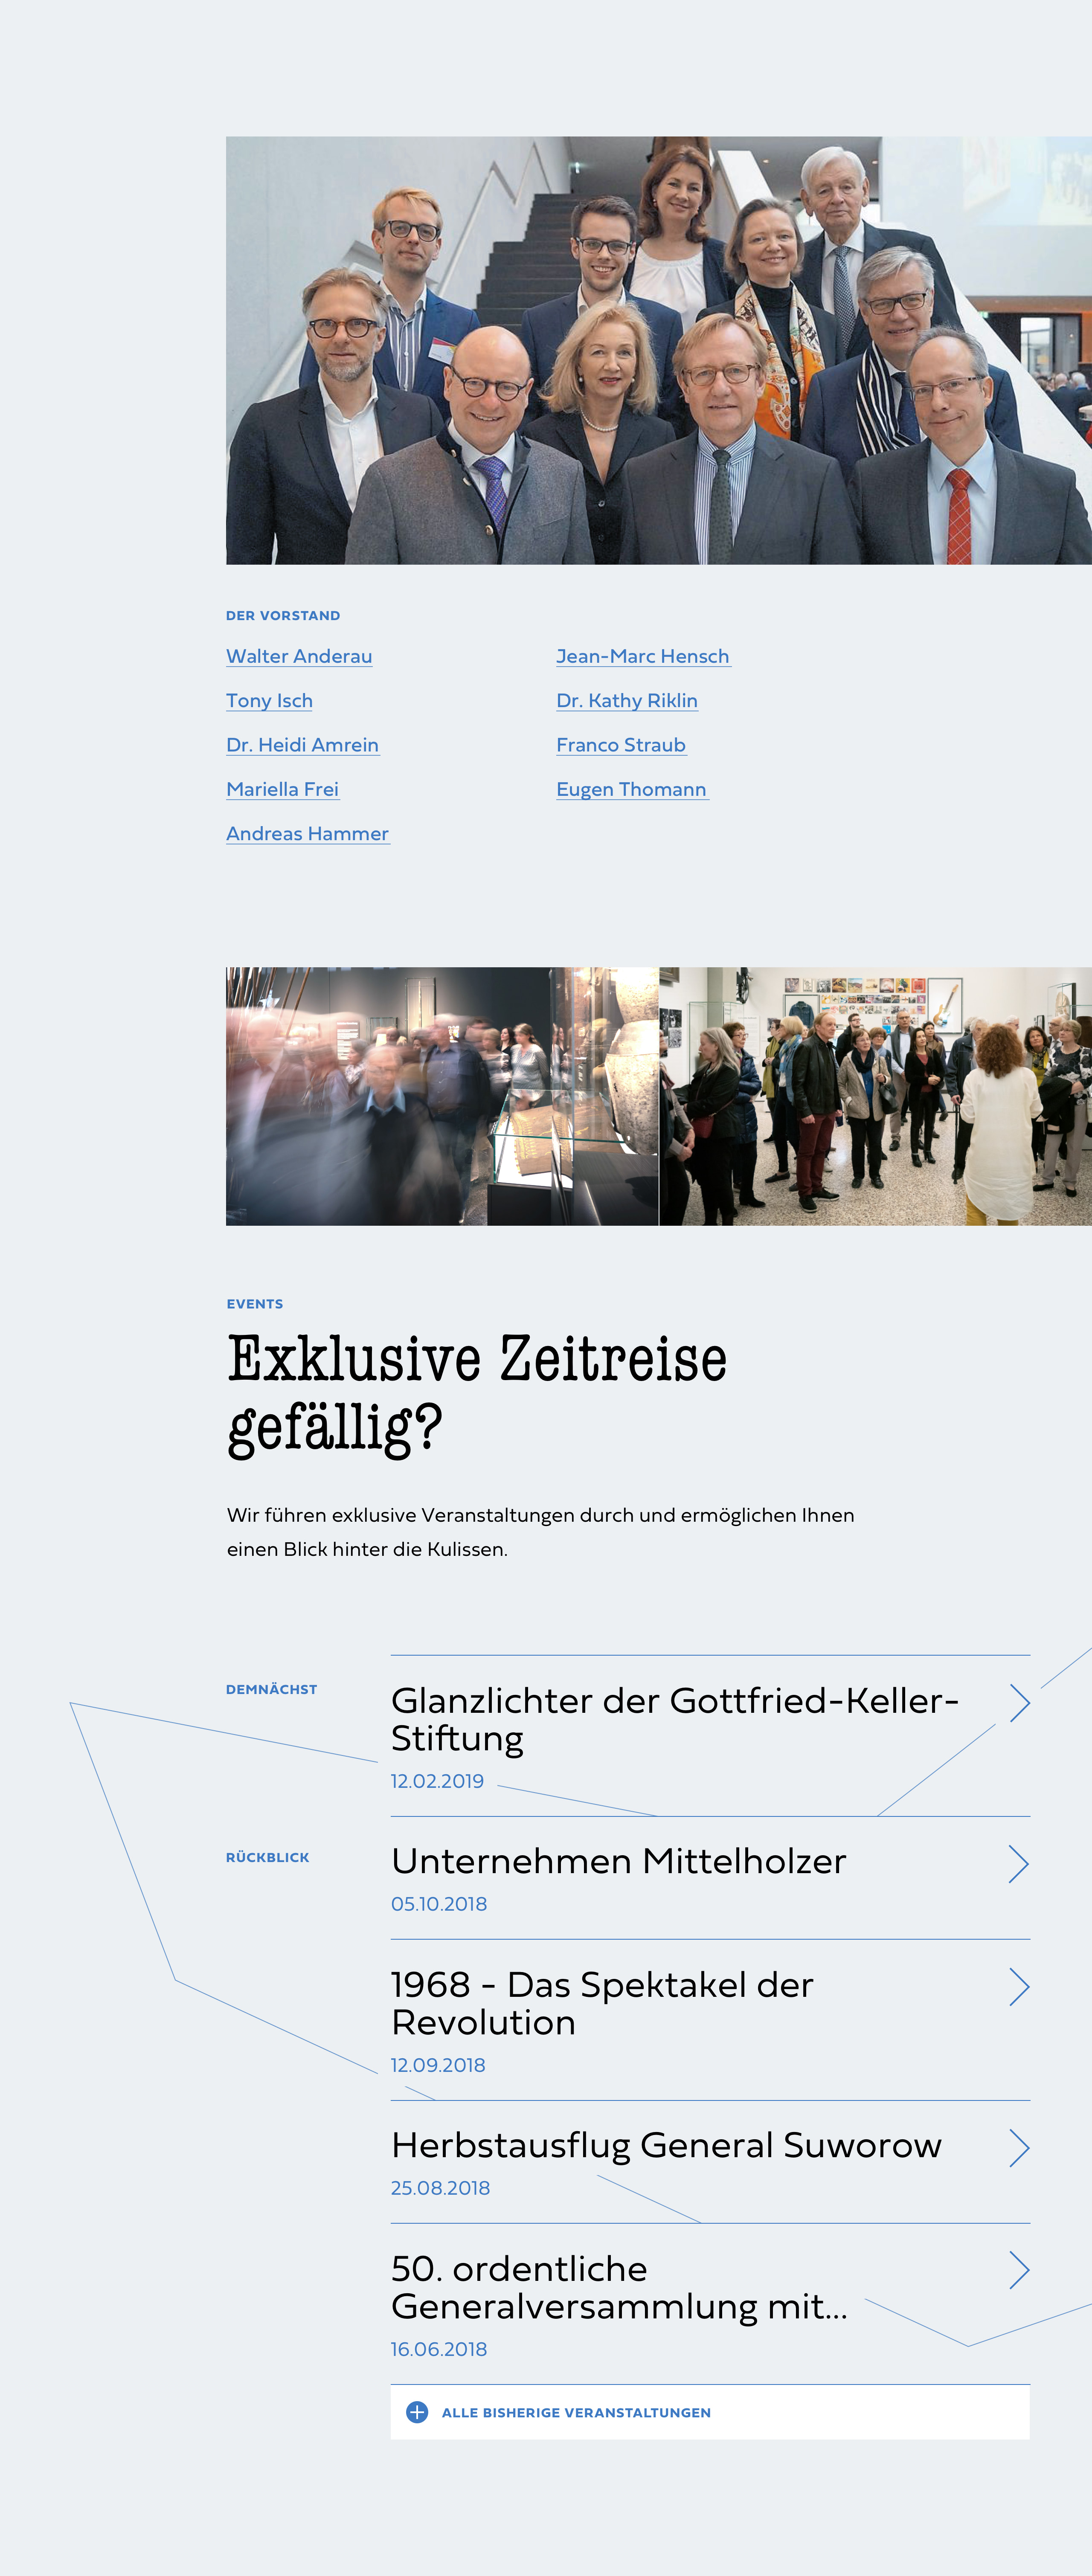 DER VORSTAND
Walter Anderau
Tony Isch
Dr. Heidi Amrein
Mariella Frei
Andreas Hammer
Jean-Marc Hensch
Dr. Kathy Riklin
Franco Straub
Eugen Thomann
EVENTS
Exklusive Zeitreise
gefällig?
Wir führen exklusive Veranstaltungen durch und ermöglichen Ihnen
einen Blick hinter die Kulissen.
DEMNÄCHST
Glanzlichter der Gottfried-Keller-
Stiftung
12.02.2019
RÜCKBLICK
Unternehmen Mittelholzer
05.10.2018
1968 - Das Spektakel der
Revolution
12.09.2018
Herbstausflug General Suworow
25.08.2018
50. ordentliche
Generalversammlung mit...
16.06.2018
ALLE BISHERIGE VERANSTALTUNGEN